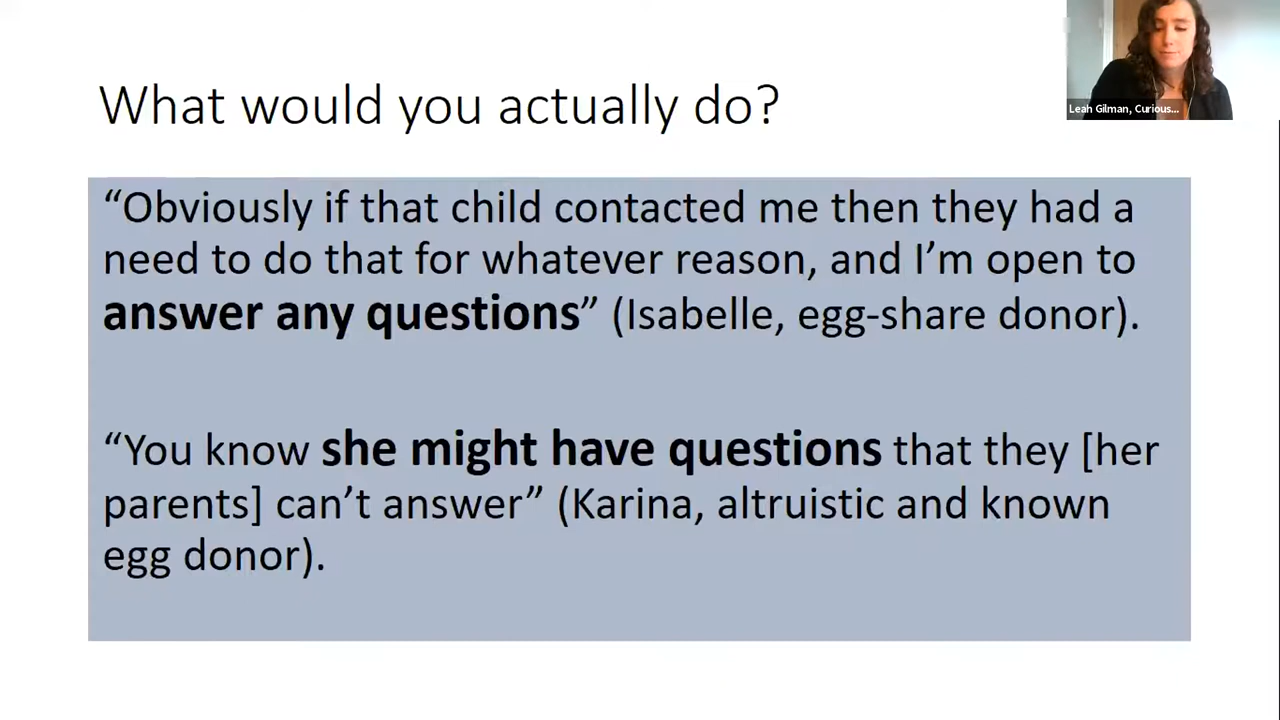 Leah Gilman, Curious...
What would you actually do?
“Obviously if that child contacted me then they had a
need to do that for whatever reason, and I’m open to
answer any questions” (Isabelle, egg-share donor).
“You know she might have questions that they [her
parents] can’t answer” (Karina, altruistic and known
egg donor).